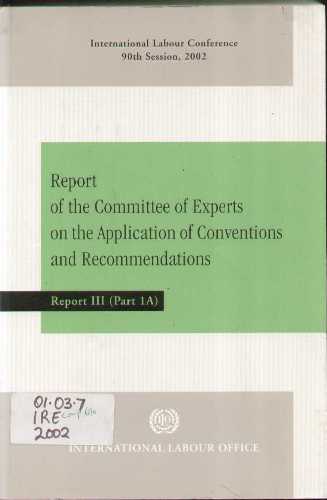 International Labour Conference
90th Session, 2002
Report
of the Committee of Experts
on the Application of Conventions
and Recommendations
Report III (Part 1A)
01.03.7
IRE
2002
INTERNATIONAL LABOUR OFFICE